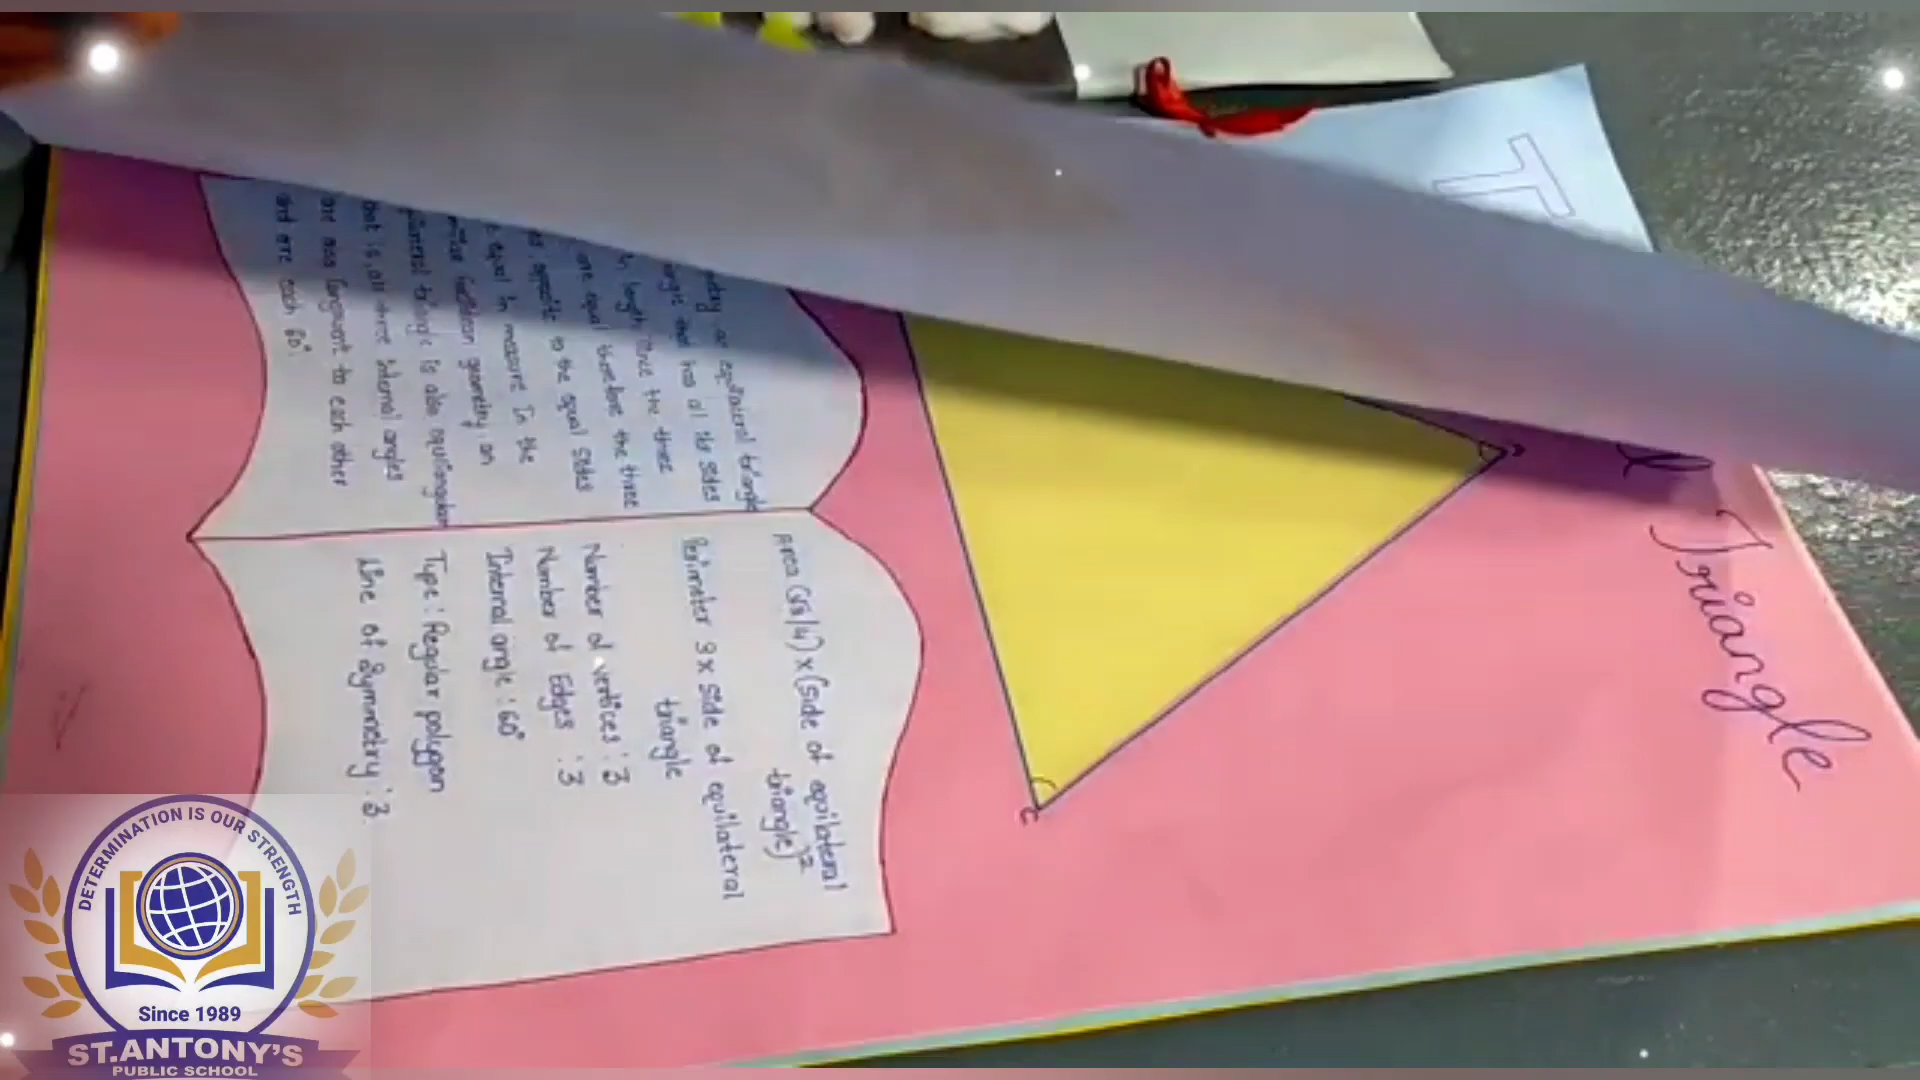 T
Triangle
A
C
equilateral triangle
that has all its sides
length since the three
are equal therefore the three
opposite to the equal sides
equal in measure. In the
geometry, an
triangle is also equiangular
that is, all three internal angles
are also congruent to each other
and are each 60°.
Area (√3/4) x (side of equilateral
triangle)2
Perimeter 3 x side of equilateral
triangle
Number of vertices : 3
Number of Edges : 3
Internal angle : 60°
Type : Regular polygon
Line of Symmetry : 3.
DETERMINATION IS OUR STRENGTH
Since 1989
ST.ANTONY'S
PUBLIC SCHOOL